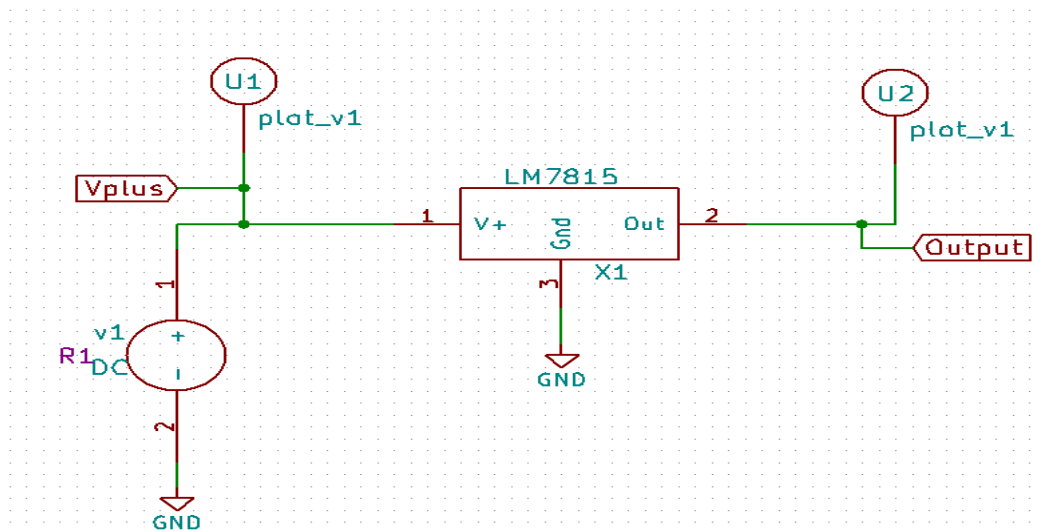 U1
plot_v1
U2
plot_v1
Vplus
LM7815
1
V+
Gnd
Out
2
Output
X1
3
GND
1
v1
+
R1
DC
2
GND